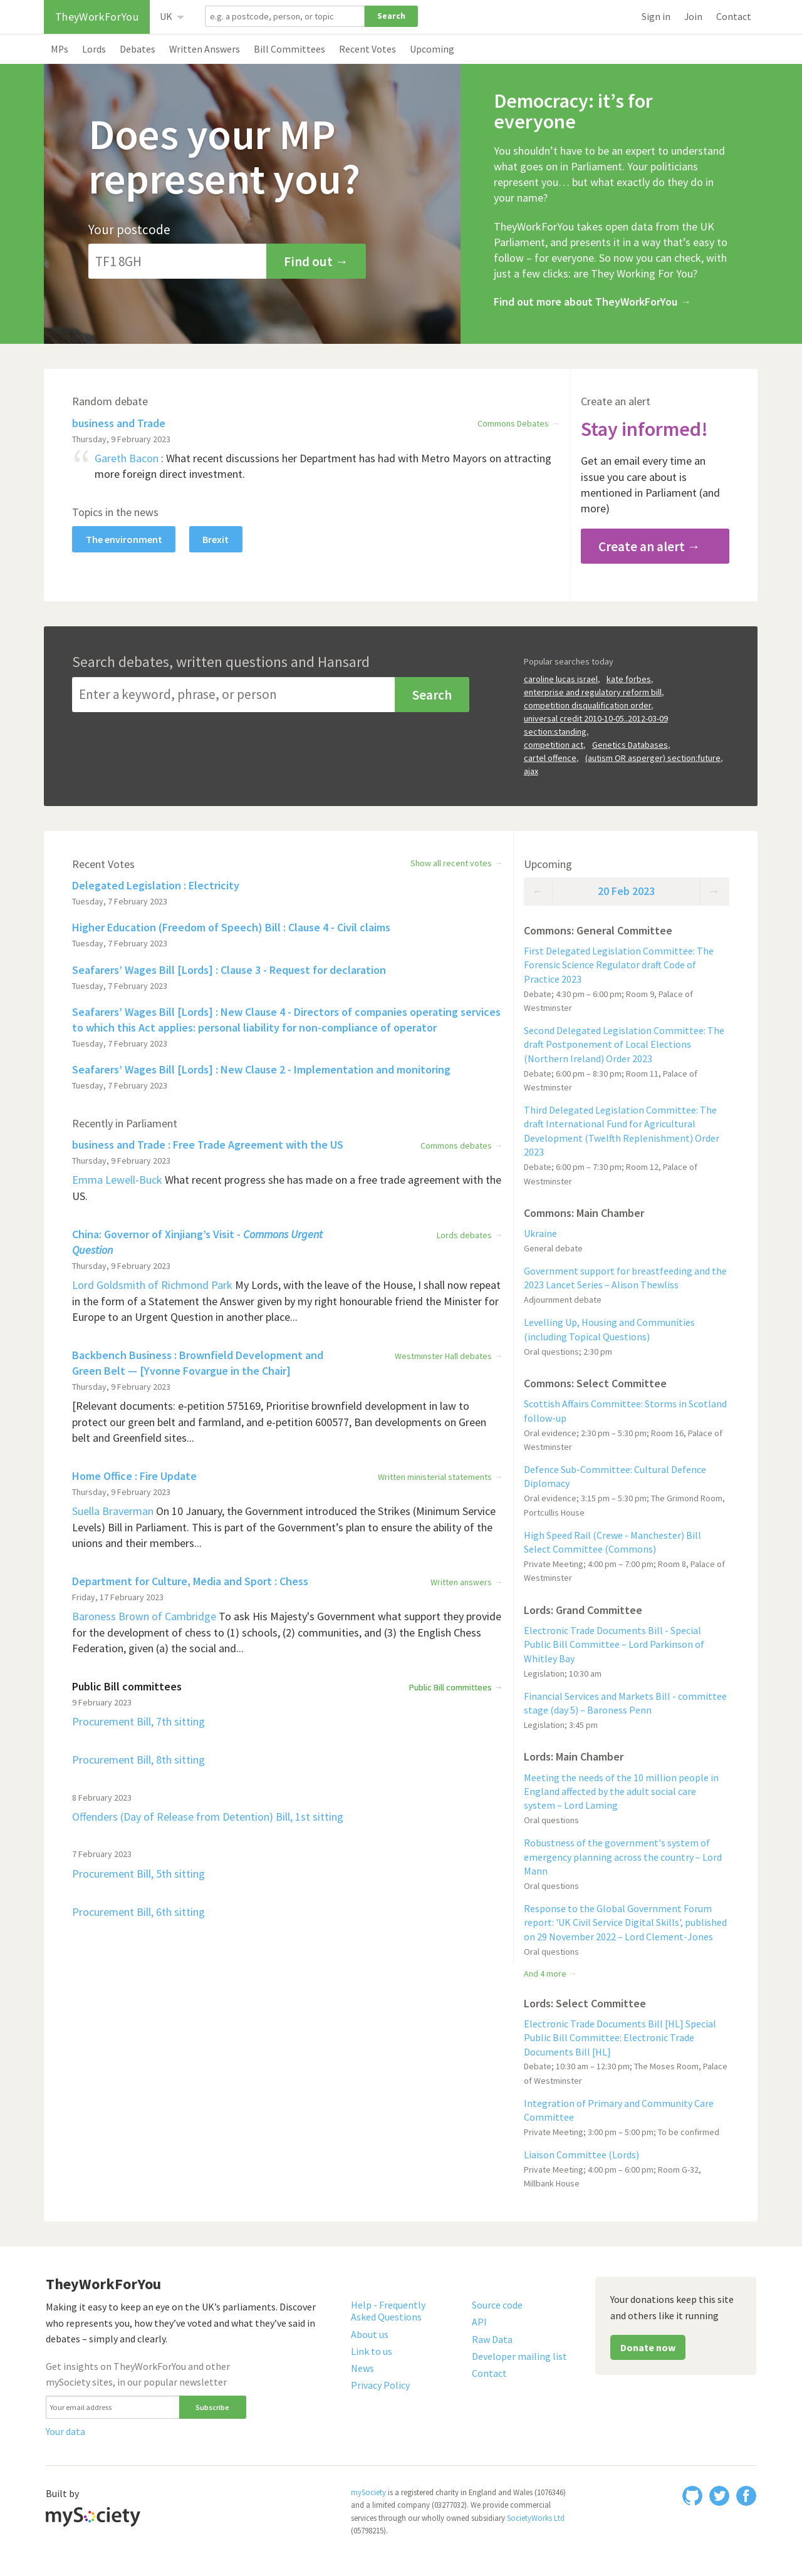 TheyWorkForYou
UK
e.g. a postcode, person, or topic
Search
Sign in
Join
Contact
MPs
Lords
Debates
Written Answers
Bill Committees
Recent Votes
Upcoming
Does your MP
represent you?
Your postcode
TF1 8GH
Find out →
Democracy: it’s for
everyone
You shouldn’t have to be an expert to understand
what goes on in Parliament. Your politicians
represent you… but what exactly do they do in
your name?
TheyWorkForYou takes open data from the UK
Parliament, and presents it in a way that’s easy to
follow – for everyone. So now you can check, with
just a few clicks: are They Working For You?
Find out more about TheyWorkForYou →
Random debate
business and Trade
Commons Debates →
Thursday, 9 February 2023
“ Gareth Bacon : What recent discussions her Department has had with Metro Mayors on attracting
more foreign direct investment.
Topics in the news
The environment
Brexit
Create an alert
Stay informed!
Get an email every time an
issue you care about is
mentioned in Parliament (and
more)
Create an alert →
Search debates, written questions and Hansard
Enter a keyword, phrase, or person
Search
Popular searches today
caroline lucas israel, kate forbes,
enterprise and regulatory reform bill,
competition disqualification order,
universal credit 2010-10-05..2012-03-09
section:standing,
competition act, Genetics Databases,
cartel offence, (autism OR asperger) section:future,
ajax
Recent Votes
Show all recent votes →
Delegated Legislation : Electricity
Tuesday, 7 February 2023
Higher Education (Freedom of Speech) Bill : Clause 4 - Civil claims
Tuesday, 7 February 2023
Seafarers’ Wages Bill [Lords] : Clause 3 - Request for declaration
Tuesday, 7 February 2023
Seafarers’ Wages Bill [Lords] : New Clause 4 - Directors of companies operating services
to which this Act applies: personal liability for non-compliance of operator
Tuesday, 7 February 2023
Seafarers’ Wages Bill [Lords] : New Clause 2 - Implementation and monitoring
Tuesday, 7 February 2023
Recently in Parliament
business and Trade : Free Trade Agreement with the US
Commons debates →
Thursday, 9 February 2023
Emma Lewell-Buck What recent progress she has made on a free trade agreement with the
US.
China: Governor of Xinjiang’s Visit - Commons Urgent
Question
Lords debates →
Thursday, 9 February 2023
Lord Goldsmith of Richmond Park My Lords, with the leave of the House, I shall now repeat
in the form of a Statement the Answer given by my right honourable friend the Minister for
Europe to an Urgent Question in another place...
Backbench Business : Brownfield Development and
Green Belt — [Yvonne Fovargue in the Chair]
Westminster Hall debates →
Thursday, 9 February 2023
[Relevant documents: e-petition 575169, Prioritise brownfield development in law to
protect our green belt and farmland, and e-petition 600577, Ban developments on Green
belt and Greenfield sites...
Home Office : Fire Update
Written ministerial statements →
Thursday, 9 February 2023
Suella Braverman On 10 January, the Government introduced the Strikes (Minimum Service
Levels) Bill in Parliament. This is part of the Government’s plan to ensure the ability of the
unions and their members...
Department for Culture, Media and Sport : Chess
Written answers →
Friday, 17 February 2023
Baroness Brown of Cambridge To ask His Majesty's Government what support they provide
for the development of chess to (1) schools, (2) communities, and (3) the English Chess
Federation, given (a) the social and...
Public Bill committees
Public Bill committees →
9 February 2023
Procurement Bill, 7th sitting
Procurement Bill, 8th sitting
8 February 2023
Offenders (Day of Release from Detention) Bill, 1st sitting
7 February 2023
Procurement Bill, 5th sitting
Procurement Bill, 6th sitting
Upcoming
← 20 Feb 2023 →
Commons: General Committee
First Delegated Legislation Committee: The
Forensic Science Regulator draft Code of
Practice 2023
Debate; 4:30 pm – 6:00 pm; Room 9, Palace of
Westminster
Second Delegated Legislation Committee: The
draft Postponement of Local Elections
(Northern Ireland) Order 2023
Debate; 6:00 pm – 8:30 pm; Room 11, Palace of
Westminster
Third Delegated Legislation Committee: The
draft International Fund for Agricultural
Development (Twelfth Replenishment) Order
2023
Debate; 6:00 pm – 7:30 pm; Room 12, Palace of
Westminster
Commons: Main Chamber
Ukraine
General debate
Government support for breastfeeding and the
2023 Lancet Series – Alison Thewliss
Adjournment debate
Levelling Up, Housing and Communities
(including Topical Questions)
Oral questions; 2:30 pm
Commons: Select Committee
Scottish Affairs Committee: Storms in Scotland
follow-up
Oral evidence; 2:30 pm – 5:30 pm; Room 16, Palace of
Westminster
Defence Sub-Committee: Cultural Defence
Diplomacy
Oral evidence; 3:15 pm – 5:30 pm; The Grimond Room,
Portcullis House
High Speed Rail (Crewe - Manchester) Bill
Select Committee (Commons)
Private Meeting; 4:00 pm – 7:00 pm; Room 8, Palace of
Westminster
Lords: Grand Committee
Electronic Trade Documents Bill - Special
Public Bill Committee – Lord Parkinson of
Whitley Bay
Legislation; 10:30 am
Financial Services and Markets Bill - committee
stage (day 5) – Baroness Penn
Legislation; 3:45 pm
Lords: Main Chamber
Meeting the needs of the 10 million people in
England affected by the adult social care
system – Lord Laming
Oral questions
Robustness of the government's system of
emergency planning across the country – Lord
Mann
Oral questions
Response to the Global Government Forum
report: 'UK Civil Service Digital Skills', published
on 29 November 2022 – Lord Clement-Jones
Oral questions
And 4 more →
Lords: Select Committee
Electronic Trade Documents Bill [HL] Special
Public Bill Committee: Electronic Trade
Documents Bill [HL]
Debate; 10:30 am – 12:30 pm; The Moses Room, Palace
of Westminster
Integration of Primary and Community Care
Committee
Private Meeting; 3:00 pm – 5:00 pm; To be confirmed
Liaison Committee (Lords)
Private Meeting; 4:00 pm – 6:00 pm; Room G-32,
Millbank House
TheyWorkForYou
Making it easy to keep an eye on the UK’s parliaments. Discover
who represents you, how they’ve voted and what they’ve said in
debates – simply and clearly.
Get insights on TheyWorkForYou and other
mySociety sites, in our popular newsletter
Your email address
Subscribe
Your data
Help - Frequently
Asked Questions
About us
Link to us
News
Privacy Policy
Source code
API
Raw Data
Developer mailing list
Contact
Your donations keep this site
and others like it running
Donate now
Built by
mySociety
mySociety is a registered charity in England and Wales (1076346)
and a limited company (03277032). We provide commercial
services through our wholly owned subsidiary SocietyWorks Ltd
(05798215).